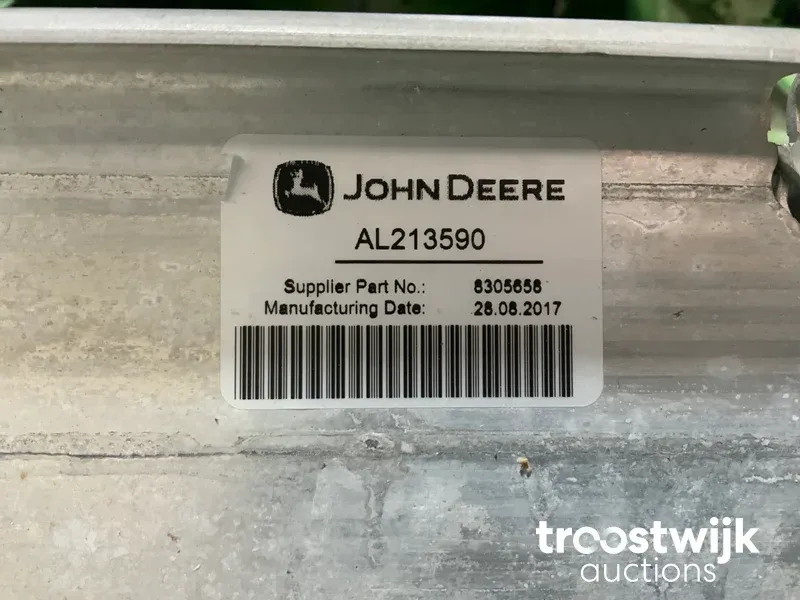 JOHN DEERE
AL213590
Supplier Part No.: 8305658
Manufacturing Date: 28.08.2017
troostwijk
auctions